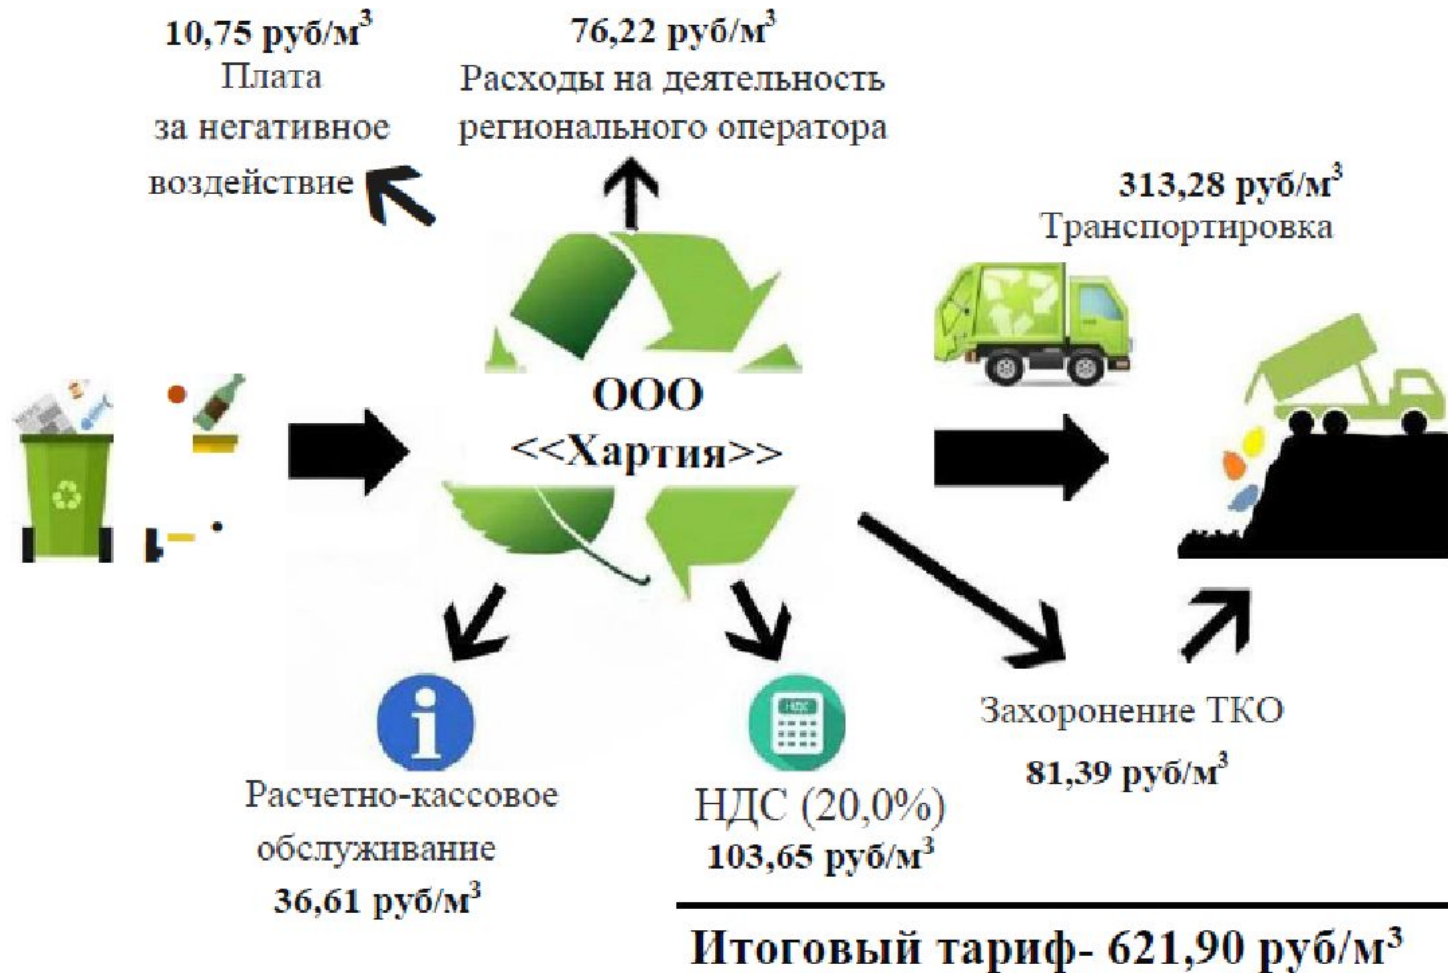 10,75 руб/м³
Плата
за негативное
воздействие
76,22 руб/м³
Расходы на деятельность
регионального оператора
313,28 руб/м³
Транспортировка
NEWS
ООО
<<Хартия>>
Расчетно-кассовое
обслуживание
36,61 руб/м³
НДС
НДС (20,0%)
103,65 руб/м³
Захоронение ТКО
81,39 руб/м³
Итоговый тариф- 621,90 руб/м³